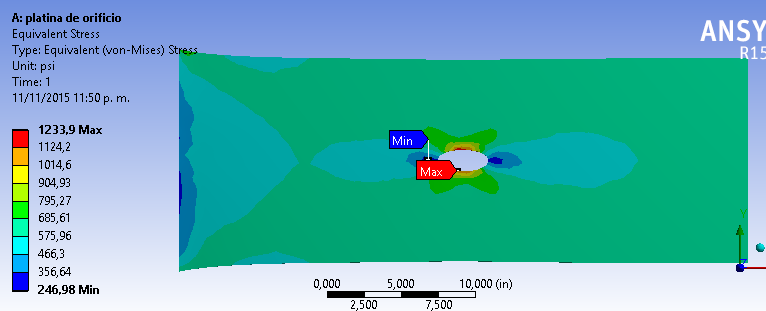 A: platina de orificio
Equivalent Stress
Type: Equivalent (von-Mises) Stress
Unit: psi
Time: 1
11/11/2015 11:50 p. m.
ANSY
R15
1233,9 Max
1124,2
1014,6
904,93
795,27
685,61
575,96
466,3
356,64
246,98 Min
Min
Max
0,000 5,000 10,000 (in)
2,500 7,500